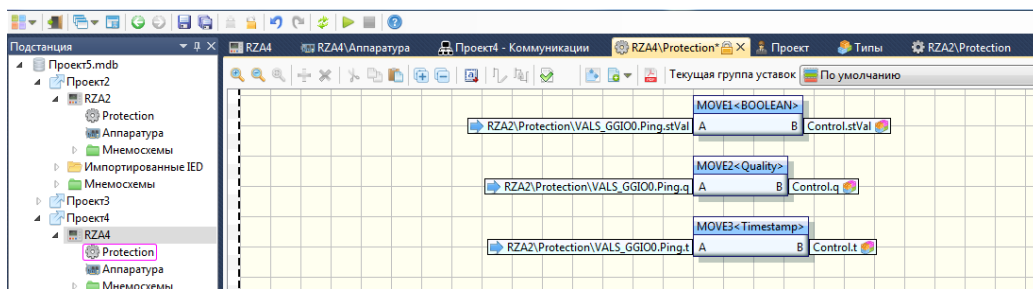 Подстанция
RZA4
RZA4\Аппаратура
Проект4 - Коммуникации
RZA4\Protection*
Проект
Типы
RZA2\Protection
Текущая группа уставок
По умолчанию
Проект5.mdb
Проект2
RZA2
Protection
Аппаратура
Мнемосхемы
Импортированные IED
Мнемосхемы
Проект3
Проект4
RZA4
Protection
Аппаратура
Мнемосхемы
MOVE1<BOOLEAN>
RZA2\Protection\VALS_GGIO0.Ping.stVal A B Control.stVal
MOVE2<Quality>
RZA2\Protection\VALS_GGIO0.Ping.q A B Control.q
MOVE3<Timestamp>
RZA2\Protection\VALS_GGIO0.Ping.t A B Control.t